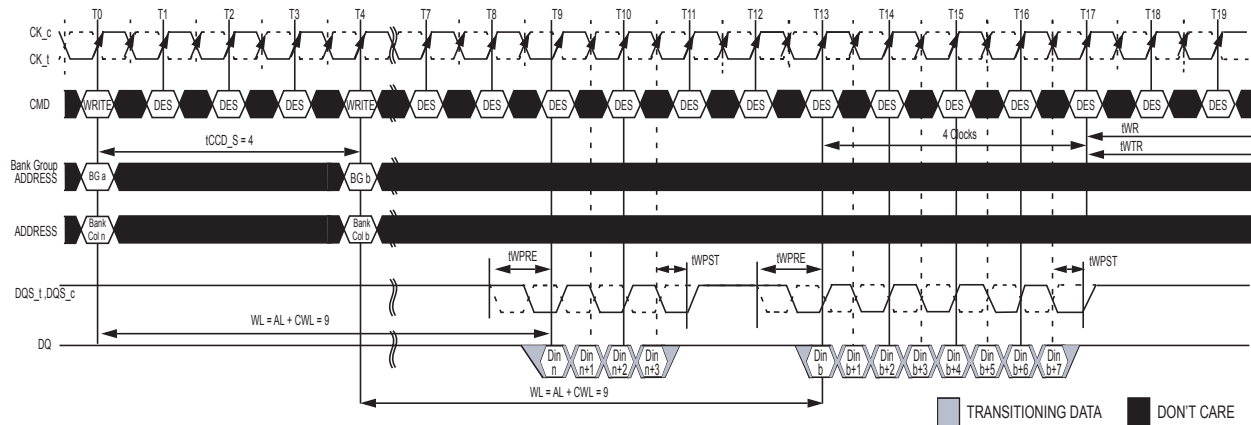 T0 T1 T2 T3 T4 T7 T8 T9 T10 T11 T12 T13 T14 T15 T16 T17 T18 T19
CK_c
CK_t
CMD WRITE DES DES DES WRITE DES DES DES DES DES DES DES DES DES DES DES DES DES
tCCD_S = 4
4 Clocks
tWR
tWTR
Bank Group
ADDRESS
BG a
BG b
ADDRESS
Bank
Col n
Bank
Col b
tWPRE
tWPST
tWPRE
tWPST
DQS_t ,DQS_c
WL = AL + CWL = 9
DQ
Din
n
Din
n+1
Din
n+2
Din
n+3
Din
b
Din
b+1
Din
b+2
Din
b+3
Din
b+4
Din
b+5
Din
b+6
Din
b+7
WL = AL + CWL = 9
TRANSITIONING DATA
DON'T CARE